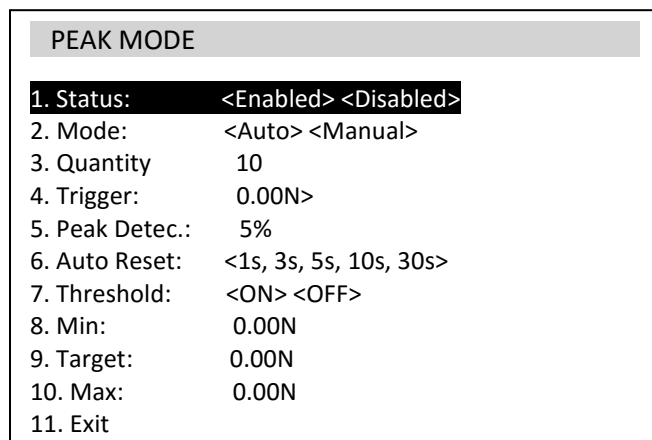 PEAK MODE
1. Status: <Enabled> <Disabled>
2. Mode: <Auto> <Manual>
3. Quantity 10
4. Trigger: 0.00N>
5. Peak Detec.: 5%
6. Auto Reset: <1s, 3s, 5s, 10s, 30s>
7. Threshold: <ON> <OFF>
8. Min: 0.00N
9. Target: 0.00N
10. Max: 0.00N
11. Exit